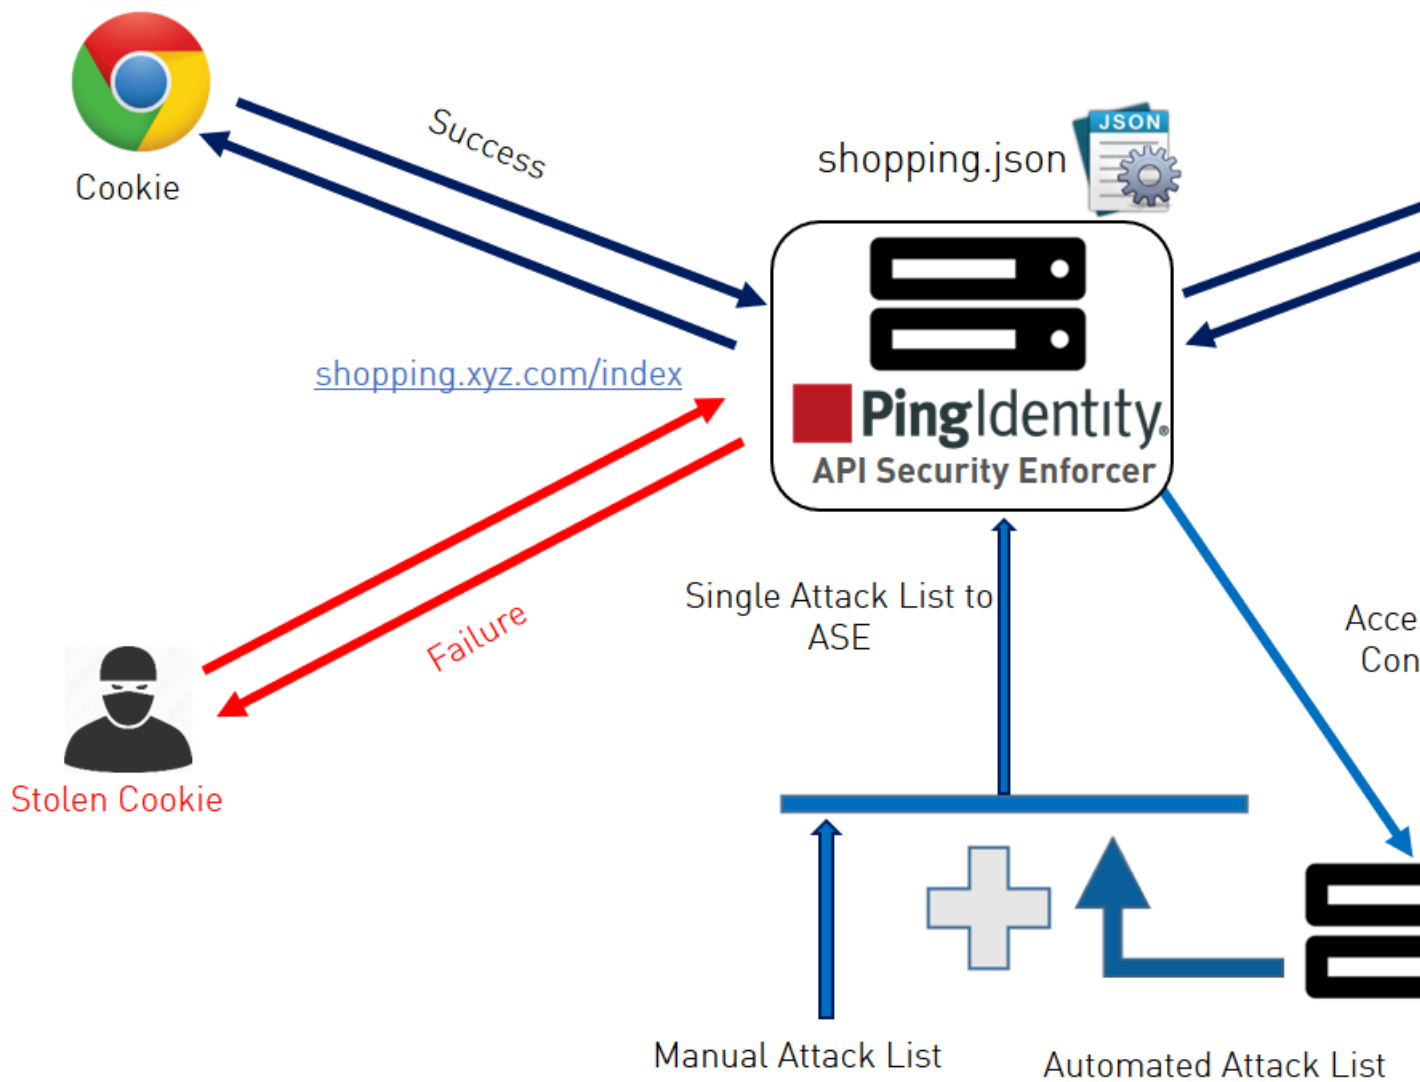 Cookie
Success
shopping.json
JSON
shopping.xyz.com/index
PingIdentity®
API Security Enforcer
Single Attack List to
ASE
Failure
Stolen Cookie
Manual Attack List
Automated Attack List